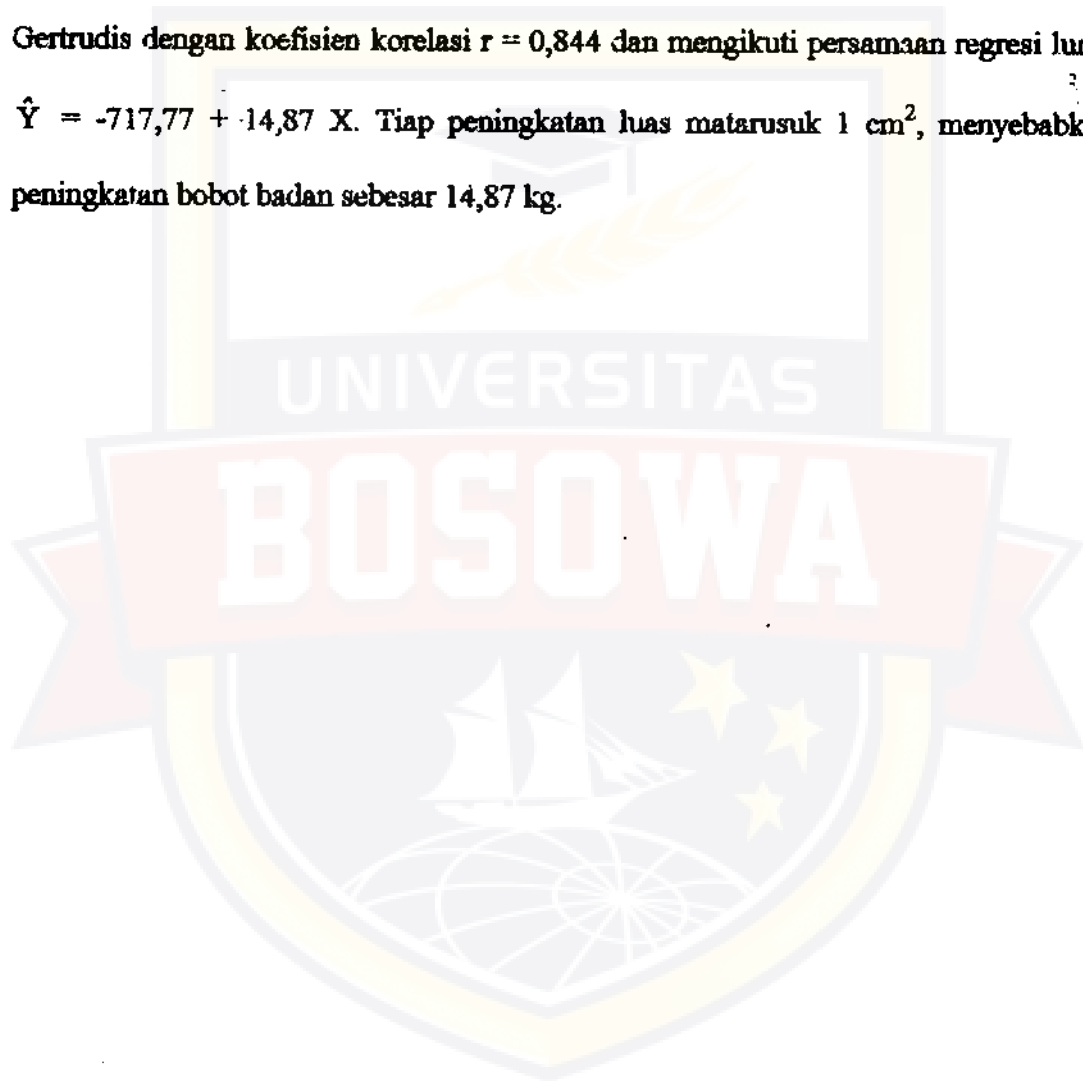 Gertrudis dengan koefisien korelasi r = 0,844 dan mengikuti persamaan regresi
Ŷ = -717,77 + 14,87 X. Tiap peningkatan luas matarusuk 1 cm², menyebabk
peningkatan bobot badan sebesar 14,87 kg.
UNIVERSITAS
BOSOWA